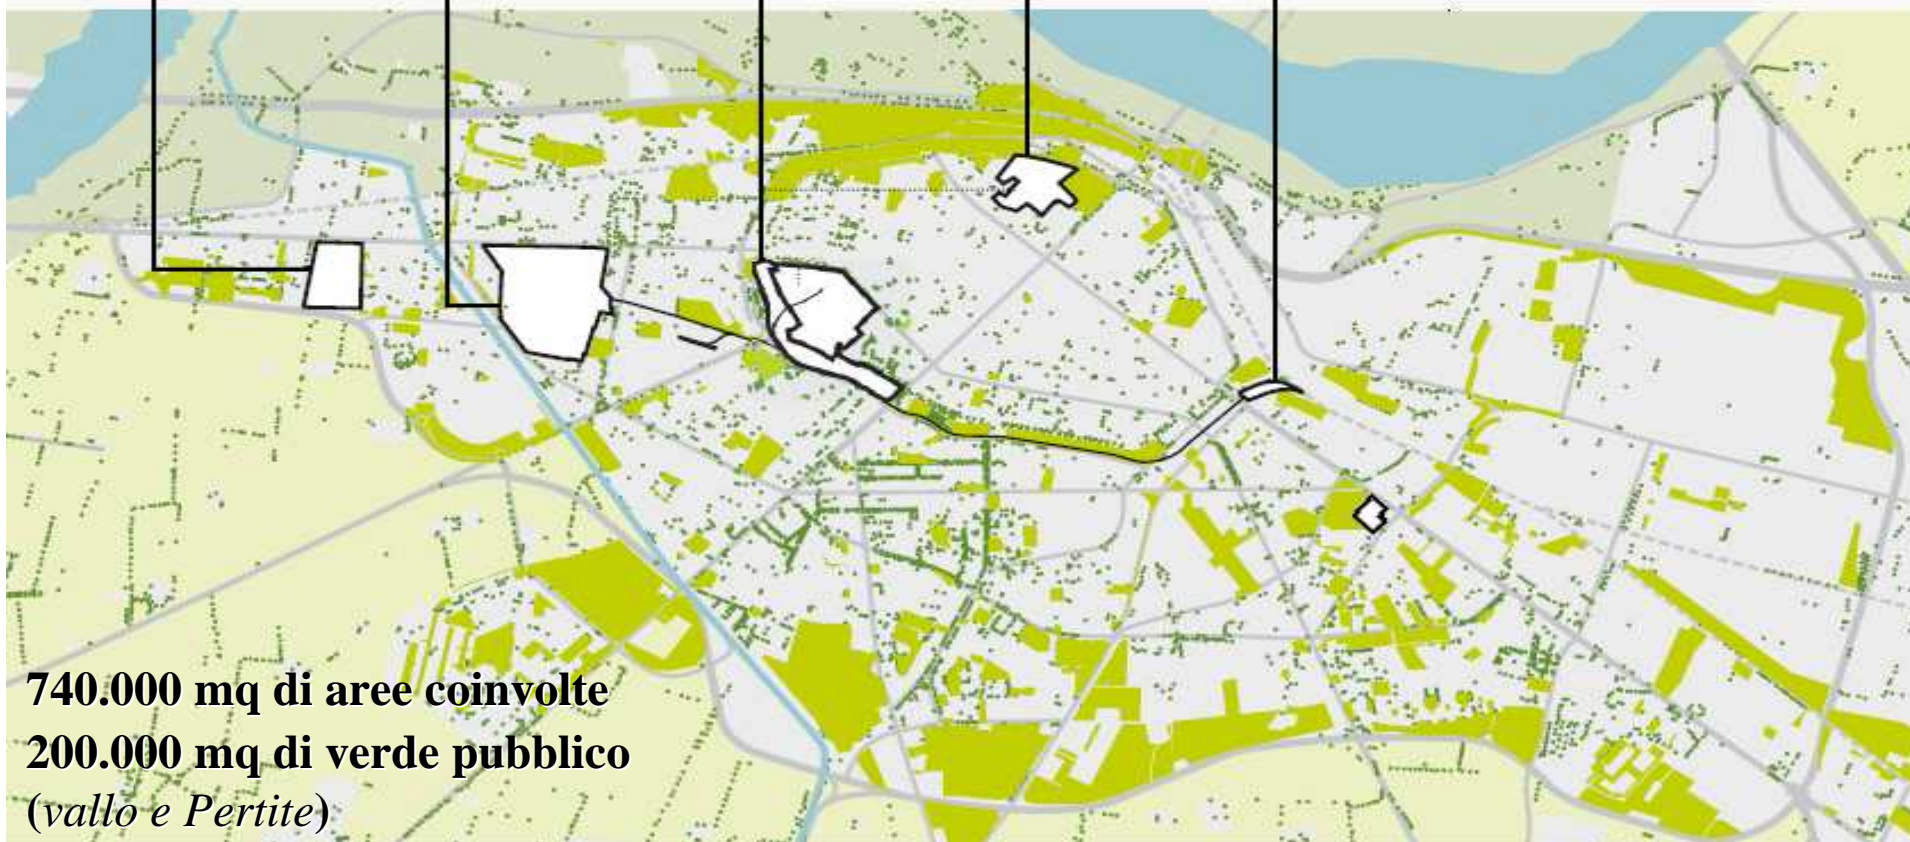 740.000 mq di aree coinvolte
200.000 mq di verde pubblico
(vallo e Pertite)